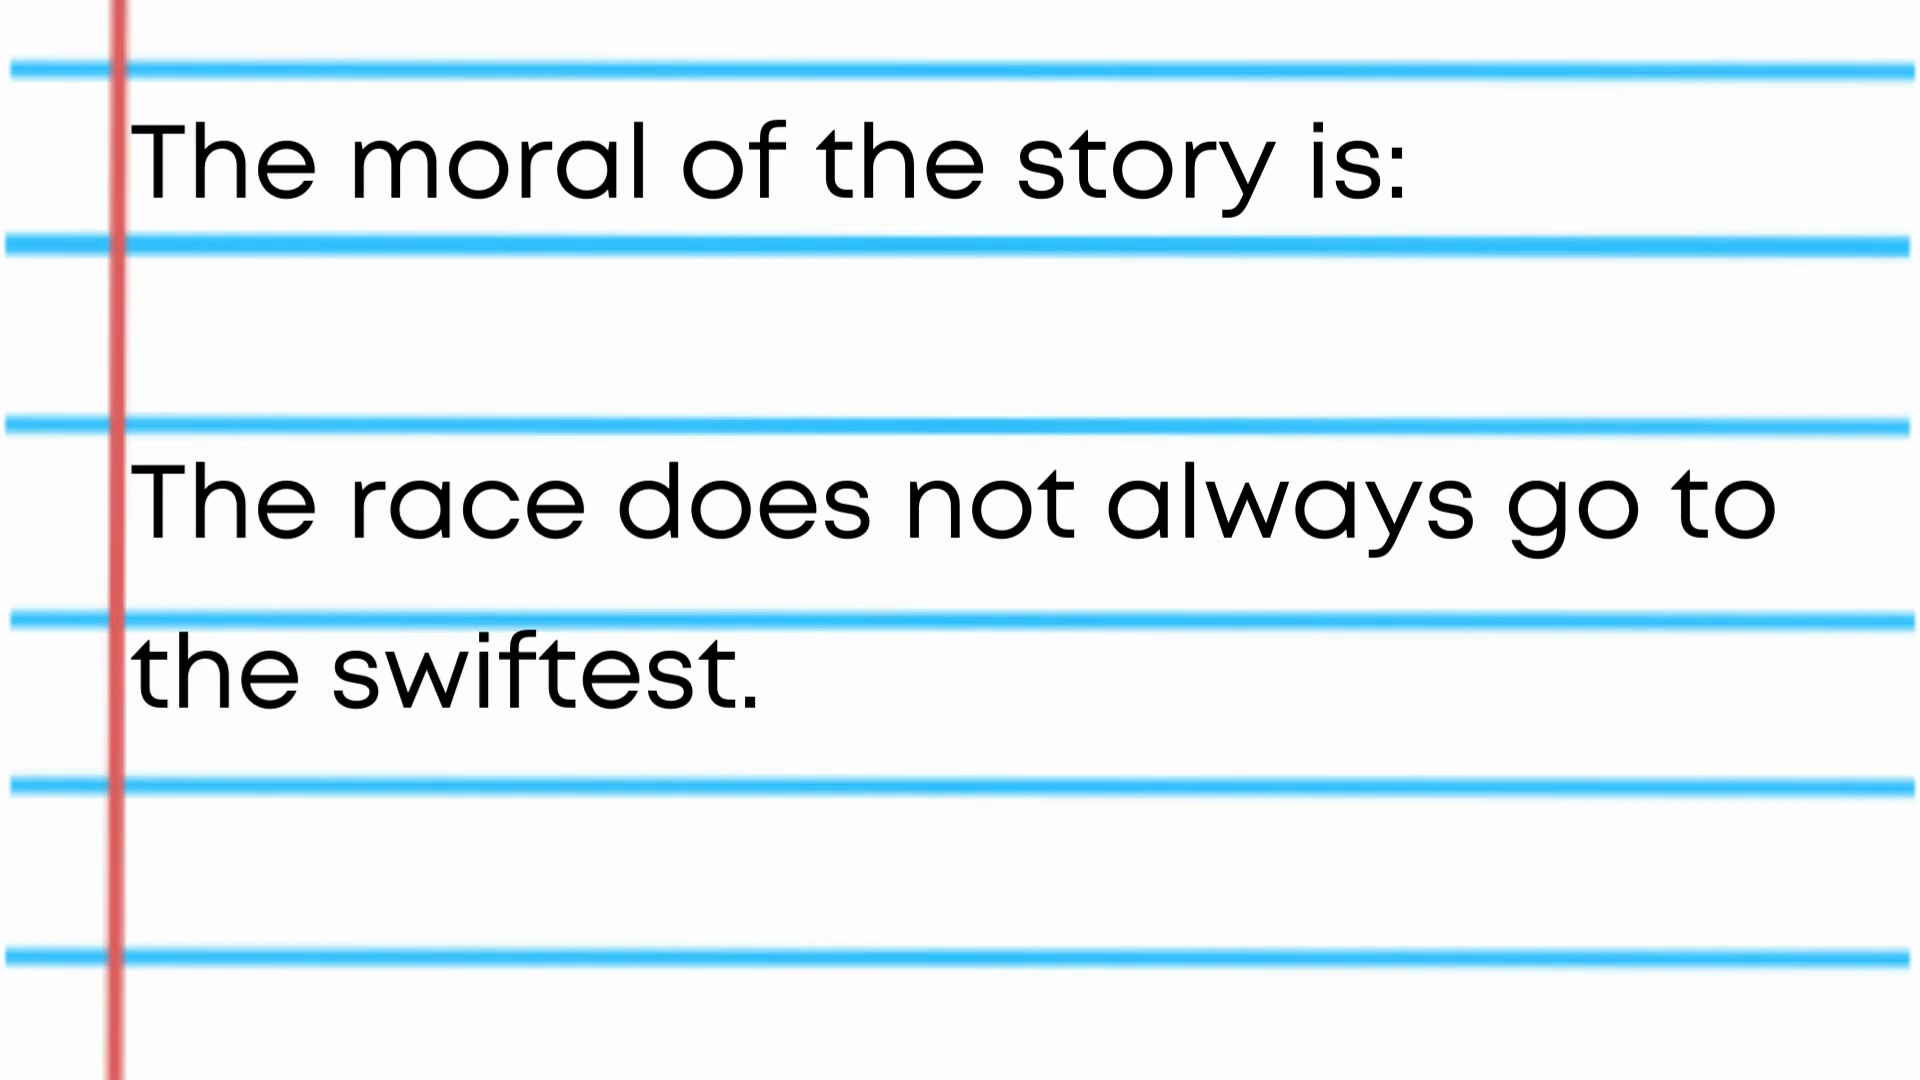 The moral of the story is:
The race does not always go to
the swiftest.